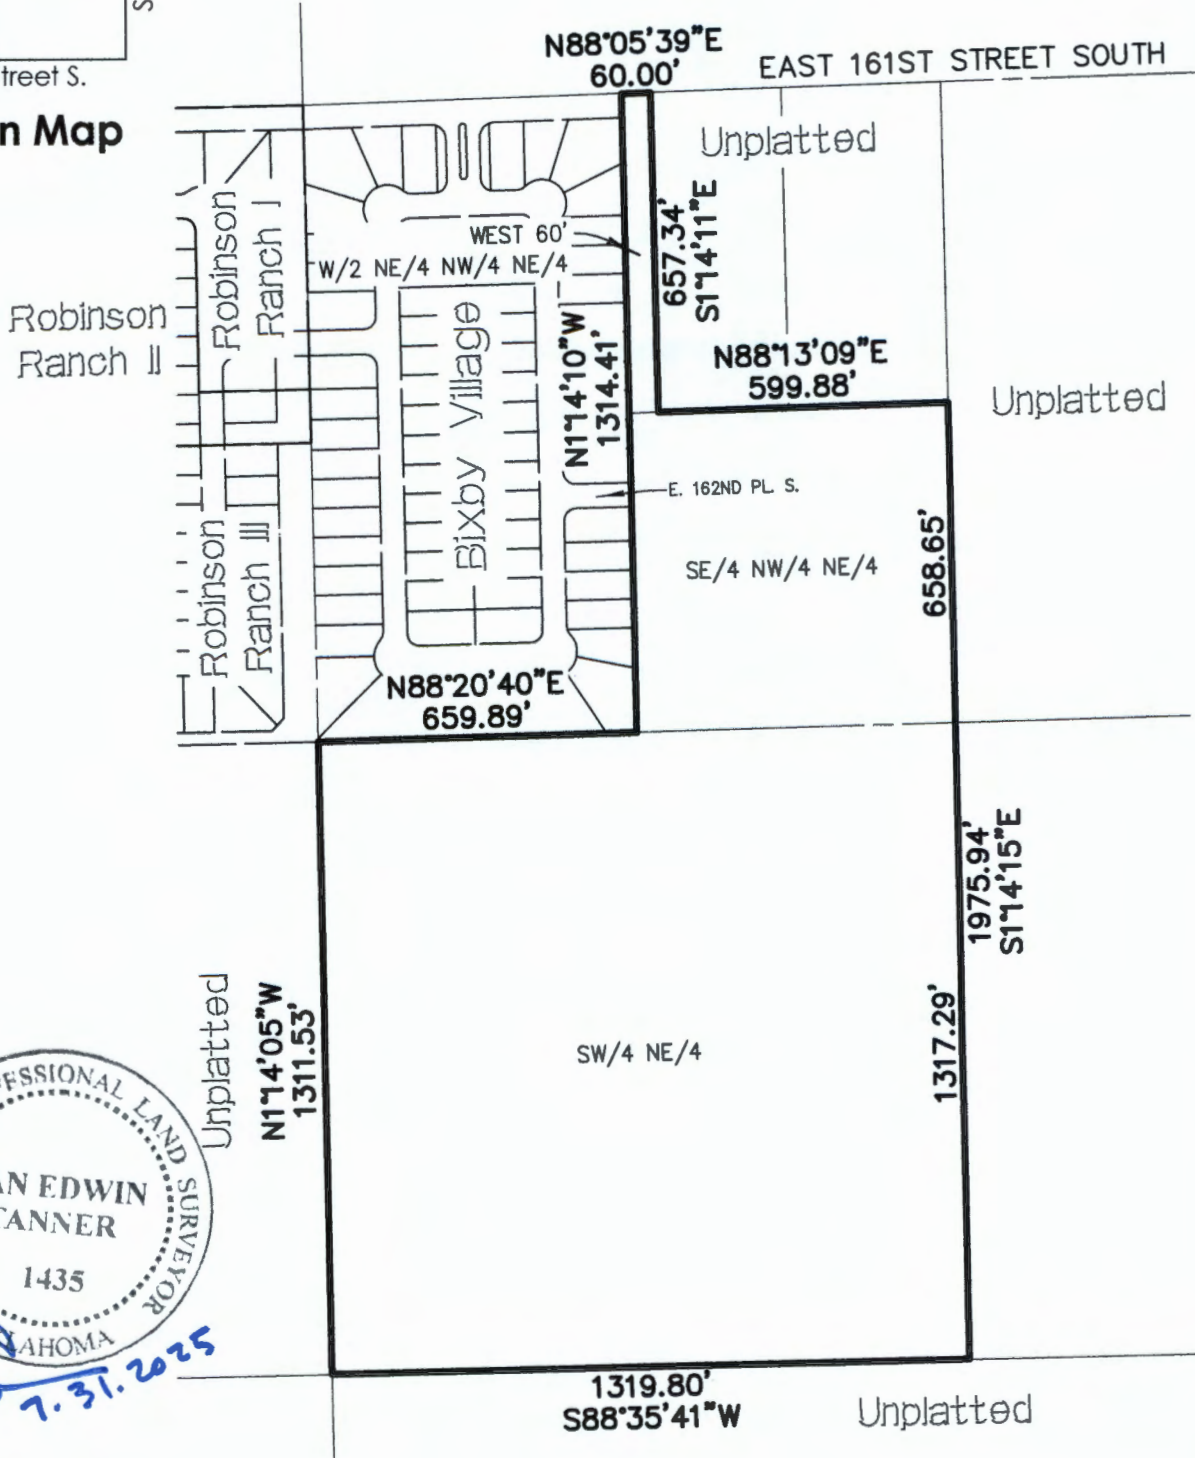 S
treet S.
n Map
N88°05'39"E
60.00'
EAST 161ST STREET SOUTH
Unplatted
Robinson
Ranch I
WEST 60'
657.34'
S1°14'11"E
W/2 NE/4 NW/4 NE/4
Robinson
Ranch II
Bixby Village
N1°14'10"W
1314.41'
N88°13'09"E
599.88'
Unplatted
E. 162ND PL. S.
Robinson
Ranch III
SE/4 NW/4 NE/4
658.65'
N88°20'40"E
659.89'
1975.94'
S1°14'15"E
Unplatted
N1°14'05"W
1311.53'
SW/4 NE/4
1317.29'
FESSIONAL LAND SURVEYOR
AN EDWIN
TANNER
1435
LAHOMA
7.31.2025
1319.80'
S88°35'41"W
Unplatted